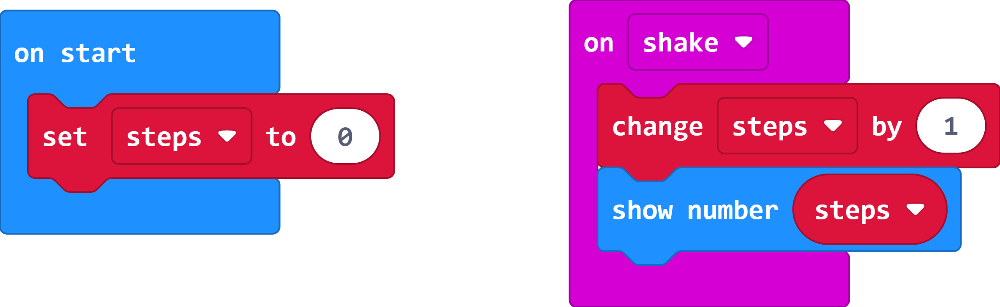 on start
set steps to 0
on shake
change steps by 1
show number steps